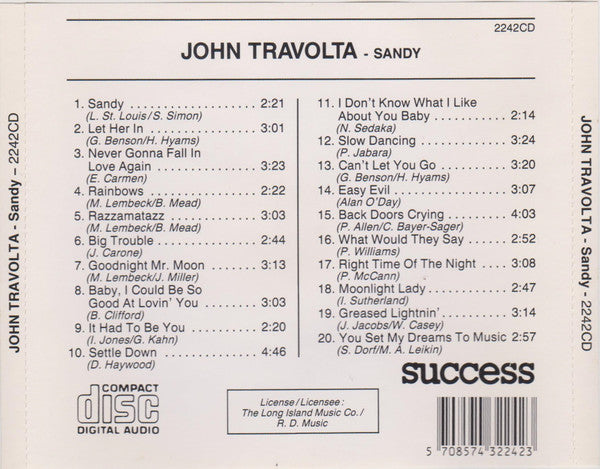 2242CD
JOHN TRAVOLTA - SANDY
1. Sandy . . . . . . . . . . . . . . . . . . . 2:21
(L. St. Louis/S. Simon)
2. Let Her In . . . . . . . . . . . . . . . 3:01
(G. Benson/H. Hyams)
3. Never Gonna Fall In
Love Again . . . . . . . . . . . . . . 3:23
(E. Carmen)
4. Rainbows . . . . . . . . . . . . . . . 2:22
(M. Lembeck/B. Mead)
5. Razzamatazz . . . . . . . . . . . . 3:03
(M. Lembeck/B. Mead)
6. Big Trouble . . . . . . . . . . . . . . 2:44
(J. Carone)
7. Goodnight Mr. Moon . . . . . . 3:13
(M. Lembeck/J. Miller)
8. Baby, I Could Be So
Good At Lovin' You . . . . . . . 3:03
(B. Clifford)
9. It Had To Be You . . . . . . . . . 2:20
(I. Jones/G. Kahn)
10. Settle Down . . . . . . . . . . . . . 4:46
(D. Haywood)
11. I Don't Know What I Like
About You Baby . . . . . . . . . . 2:14
(N. Sedaka)
12. Slow Dancing . . . . . . . . . . . . 3:24
(P. Jabara)
13. Can't Let You Go . . . . . . . . . 3:20
(G. Benson/H. Hyams)
14. Easy Evil . . . . . . . . . . . . . . . 3:07
(Alan O'Day)
15. Back Doors Crying . . . . . . . . 4:03
(P. Allen/C. Bayer-Sager)
16. What Would They Say . . . . . 2:52
(P. Williams)
17. Right Time Of The Night . . . . 3:08
(P. McCann)
18. Moonlight Lady . . . . . . . . . . . 2:49
(I. Sutherland)
19. Greased Lightnin' . . . . . . . . . 3:14
(J. Jacobs/W. Casey)
20. You Set My Dreams To Music 2:57
(S. Dorf/M. A. Leikin)
success
COMPACT
disc
DIGITAL AUDIO
License/Licensee:
The Long Island Music Co./
R. D. Music
5 708574 322423
JOHN TRAVOLTA - Sandy - 2242CD
JOHN TRAVOLTA - Sandy - 2242CD